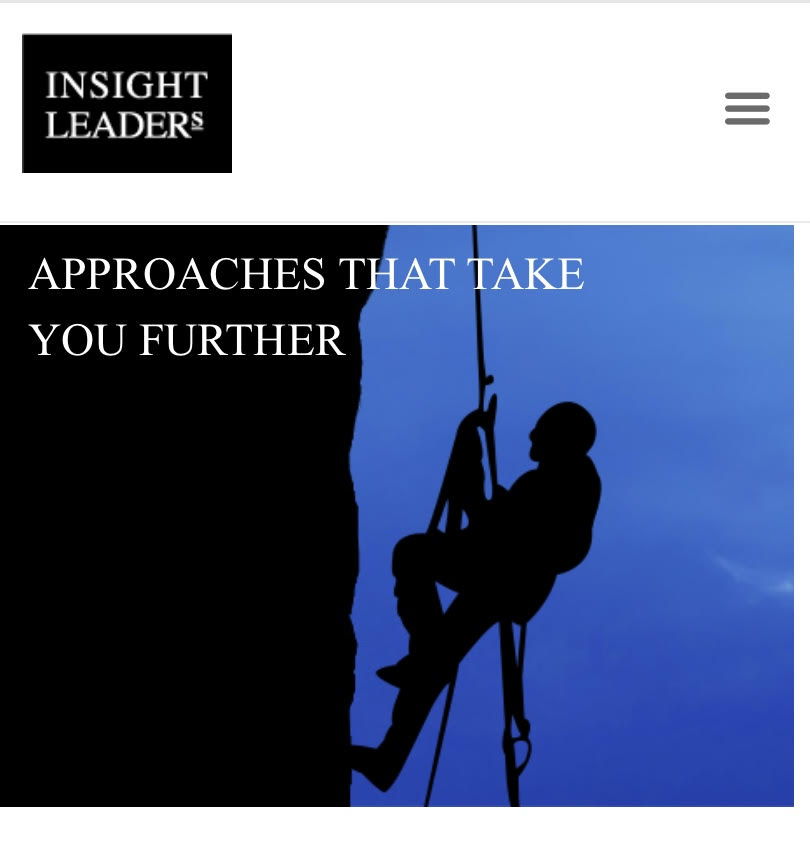 INSIGHT
LEADERS
APPROACHES THAT TAKE
YOU FURTHER